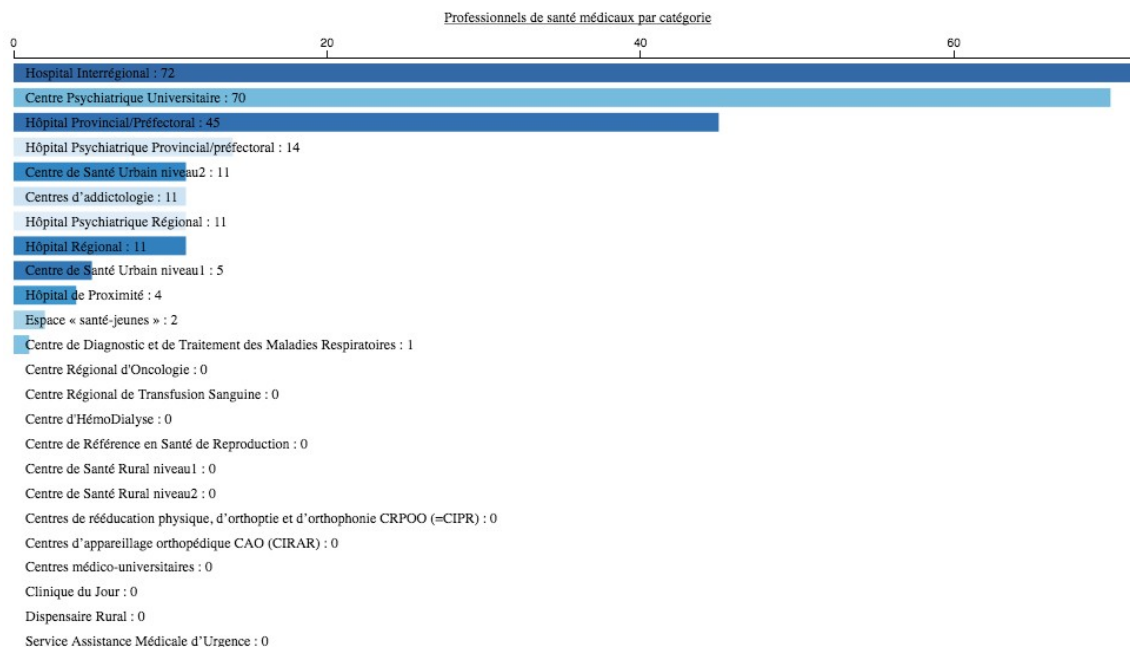 Professionnels de santé médicaux par catégorie
0 20 40 60
Hospital Interrégional : 72
Centre Psychiatrique Universitaire : 70
Hôpital Provincial/Préfectoral : 45
Hôpital Psychiatrique Provincial/préfectoral : 14
Centre de Santé Urbain niveau2 : 11
Centres d’addictologie : 11
Hôpital Psychiatrique Régional : 11
Hôpital Régional : 11
Centre de Santé Urbain niveau1 : 5
Hôpital de Proximité : 4
Espace « santé-jeunes » : 2
Centre de Diagnostic et de Traitement des Maladies Respiratoires : 1
Centre Régional d'Oncologie : 0
Centre Régional de Transfusion Sanguine : 0
Centre d'HémoDialyse : 0
Centre de Référence en Santé de Reproduction : 0
Centre de Santé Rural niveau1 : 0
Centre de Santé Rural niveau2 : 0
Centres de rééducation physique, d’orthoptie et d’orthophonie CRPOO (=CIPR) : 0
Centres d’appareillage orthopédique CAO (CIRAR) : 0
Centres médico-universitaires : 0
Clinique du Jour : 0
Dispensaire Rural : 0
Service Assistance Médicale d’Urgence : 0